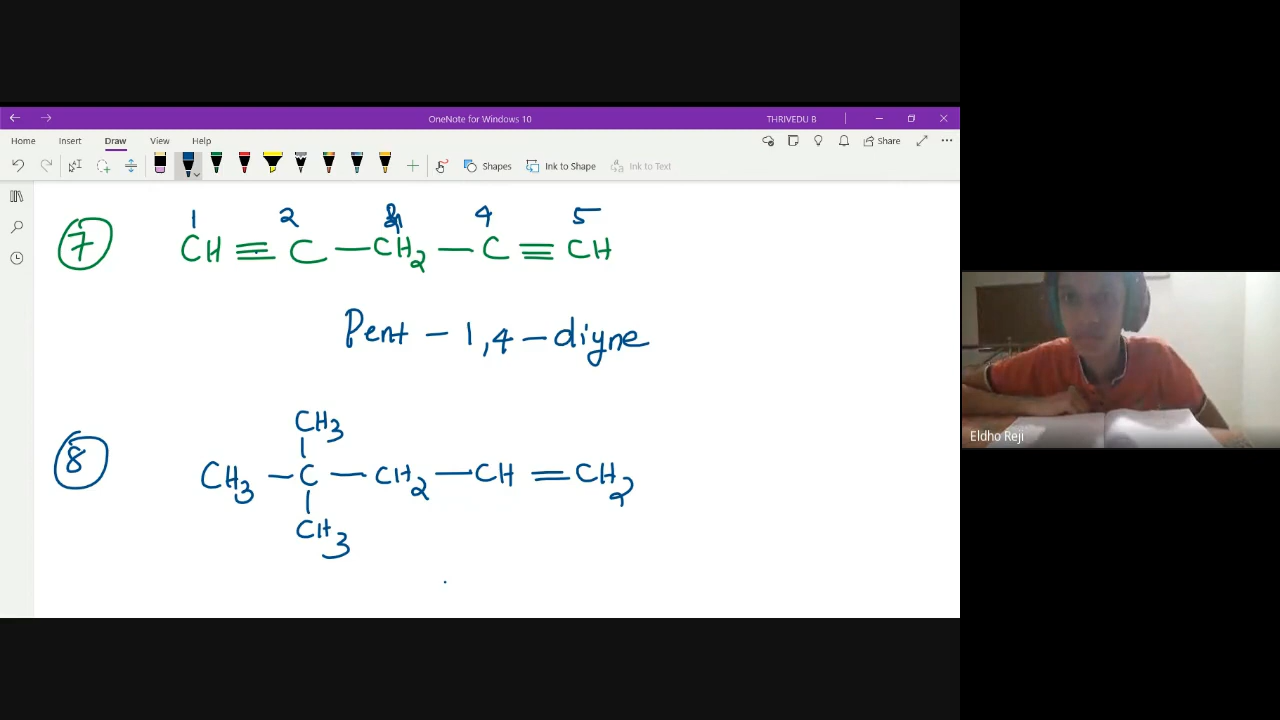 OneNote for Windows 10
THRIVEDU B
Home Insert Draw View Help
Share
Shapes Ink to Shape Ink to Text
1 2 4 5
7 CH ≡ C — CH2 — C ≡ CH
Pent - 1,4 - diyne
CH3
8 CH3 — C — CH2 — CH = CH2
CH3
Eldho Reji